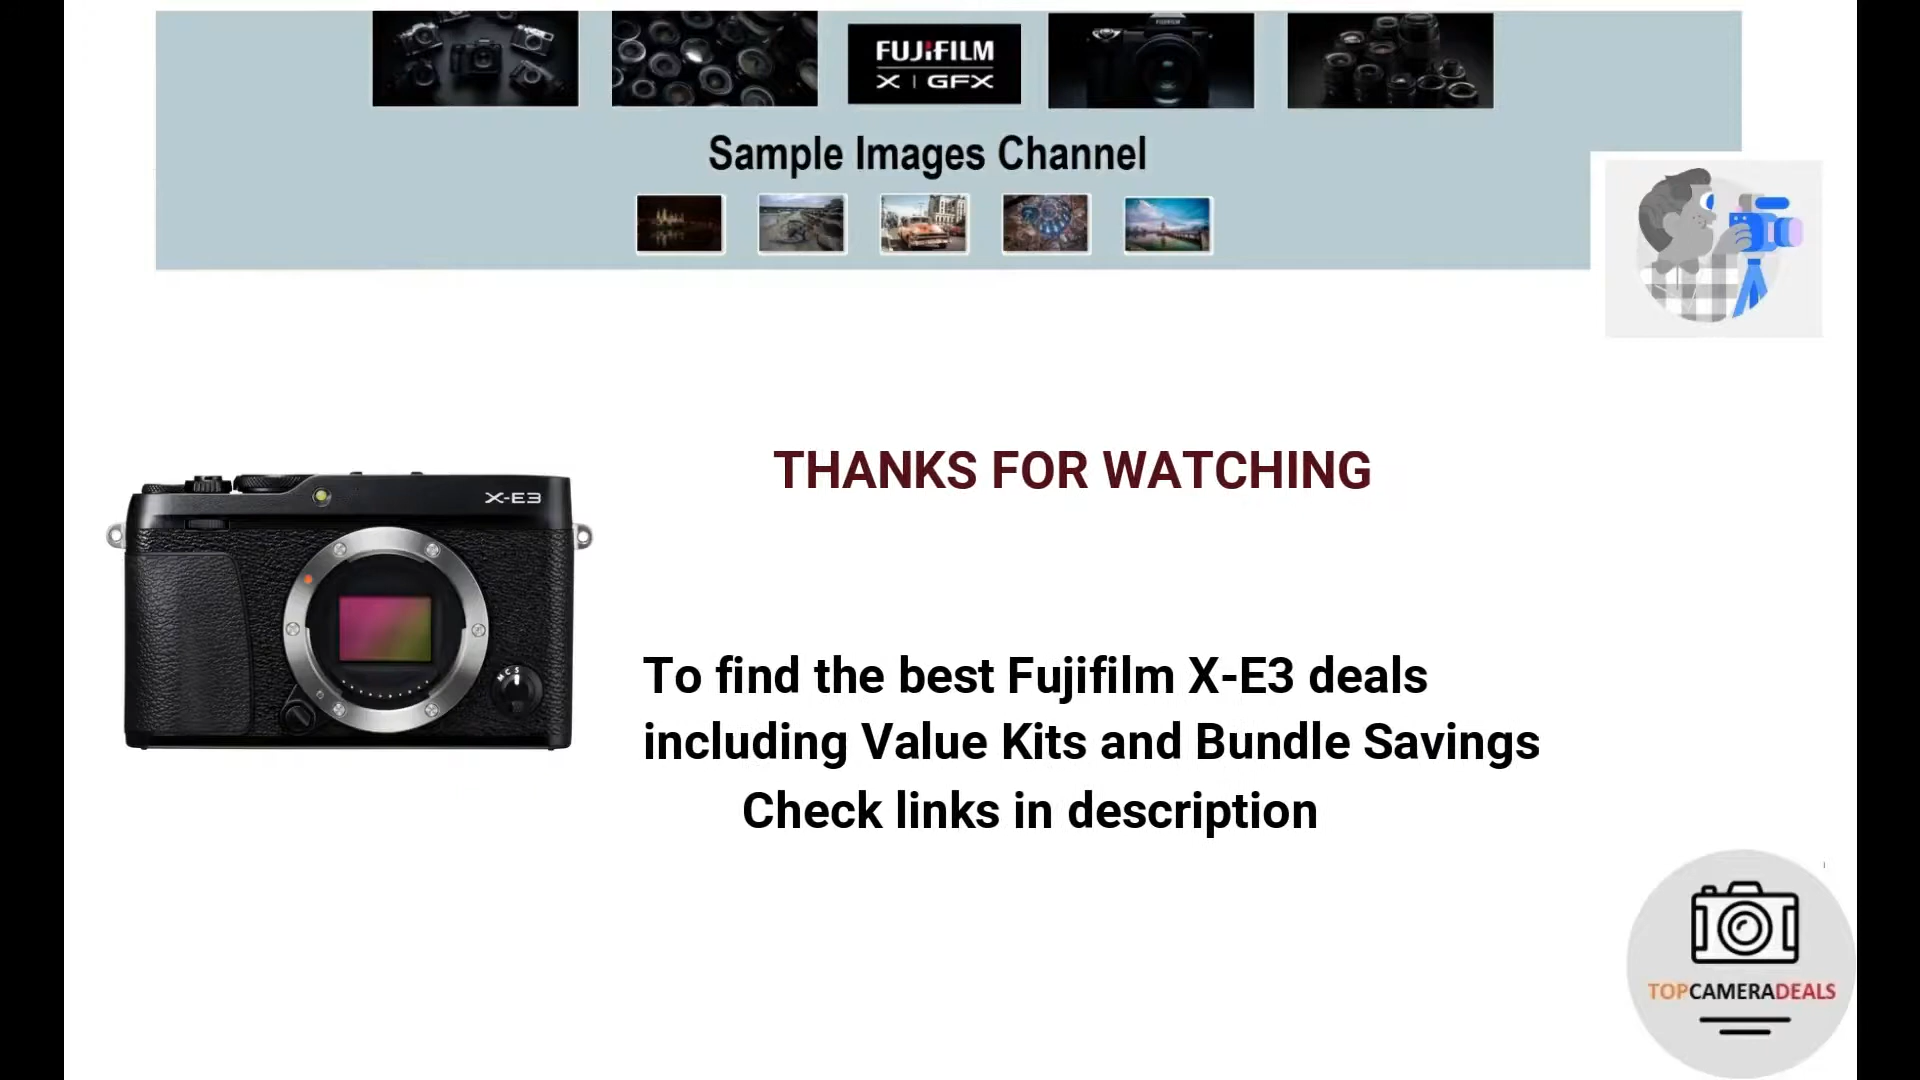 FUJIFILM
X | GFX
Sample Images Channel
THANKS FOR WATCHING
X-E3
To find the best Fujifilm X-E3 deals
including Value Kits and Bundle Savings
Check links in description
M C S
TOPCAMERADEALS